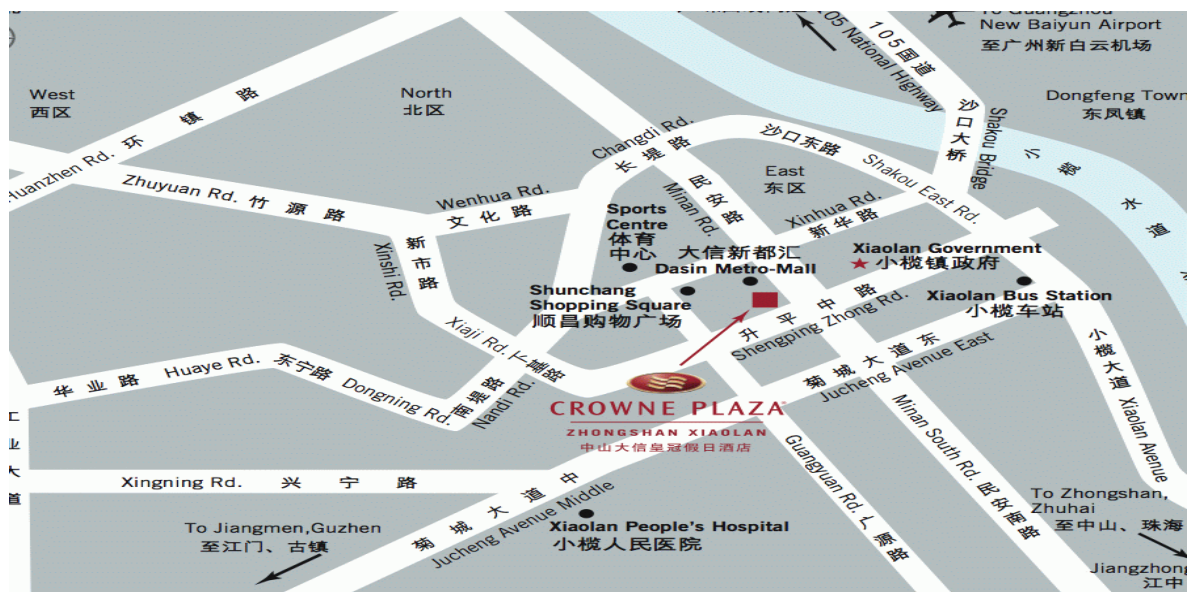 To Guangzhou
New Baiyun Airport
至广州新白云机场
105国道
05 National Highway
West
西区
North
北区
Dongfeng Town
东凤镇
沙口大桥
Shakou Bridge
小榄水道
Huanzhen Rd. 环镇路
Changdi Rd.
长堤路
沙口东路
Shakou East Rd.
East
东区
Zhuyuan Rd. 竹源路
Wenhua Rd.
文化路
民安路
Minan Rd.
Xinhua Rd.
新华路
Sports
Centre
体育
中心
新市路
Xinshi Rd.
大信新都汇
Dasin Metro-Mall
Xiaolan Government
小榄镇政府
Shunchang
Shopping Square
顺昌购物广场
Xiaolan Bus Station
小榄车站
升平中路
Shengping Zhong Rd.
Xiaji Rd.
华业路 Huaye Rd. 东宁路 Dongning Rd.
南堤路
Nandi Rd.
菊城大道东
Jucheng Avenue East
小榄大道 Xiaolan Avenue
CROWNE PLAZA
ZHONGSHAN XIAOLAN
中山大信皇冠假日酒店
工业大道
Guangyuan Rd. 广源路
Minan South Rd. 民安南路
Xingning Rd. 兴宁路
菊城大道中
Jucheng Avenue Middle
To Zhongshan,
Zhuhai
至中山、珠海
To Jiangmen,Guzhen
至江门、古镇
Xiaolan People's Hospital
小榄人民医院
Jiangzhong
江中